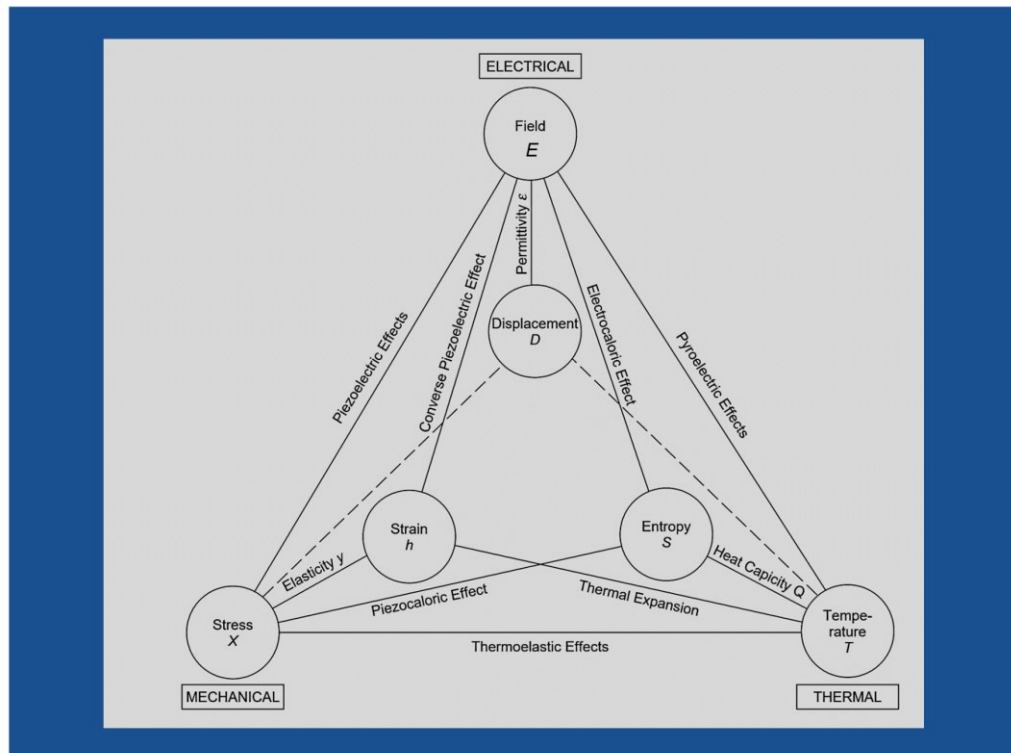 ELECTRICAL
Field
E
Permittivity ε
Piezoelectric Effects
Converse Piezoelectric Effect
Electrocaloric Effect
Pyroelectric Effects
Displacement
D
Strain
h
Entropy
S
Elasticity y
Heat Capicity Q
Piezocaloric Effect
Thermal Expansion
Stress
X
Tempe-
rature
T
Thermoelastic Effects
MECHANICAL
THERMAL